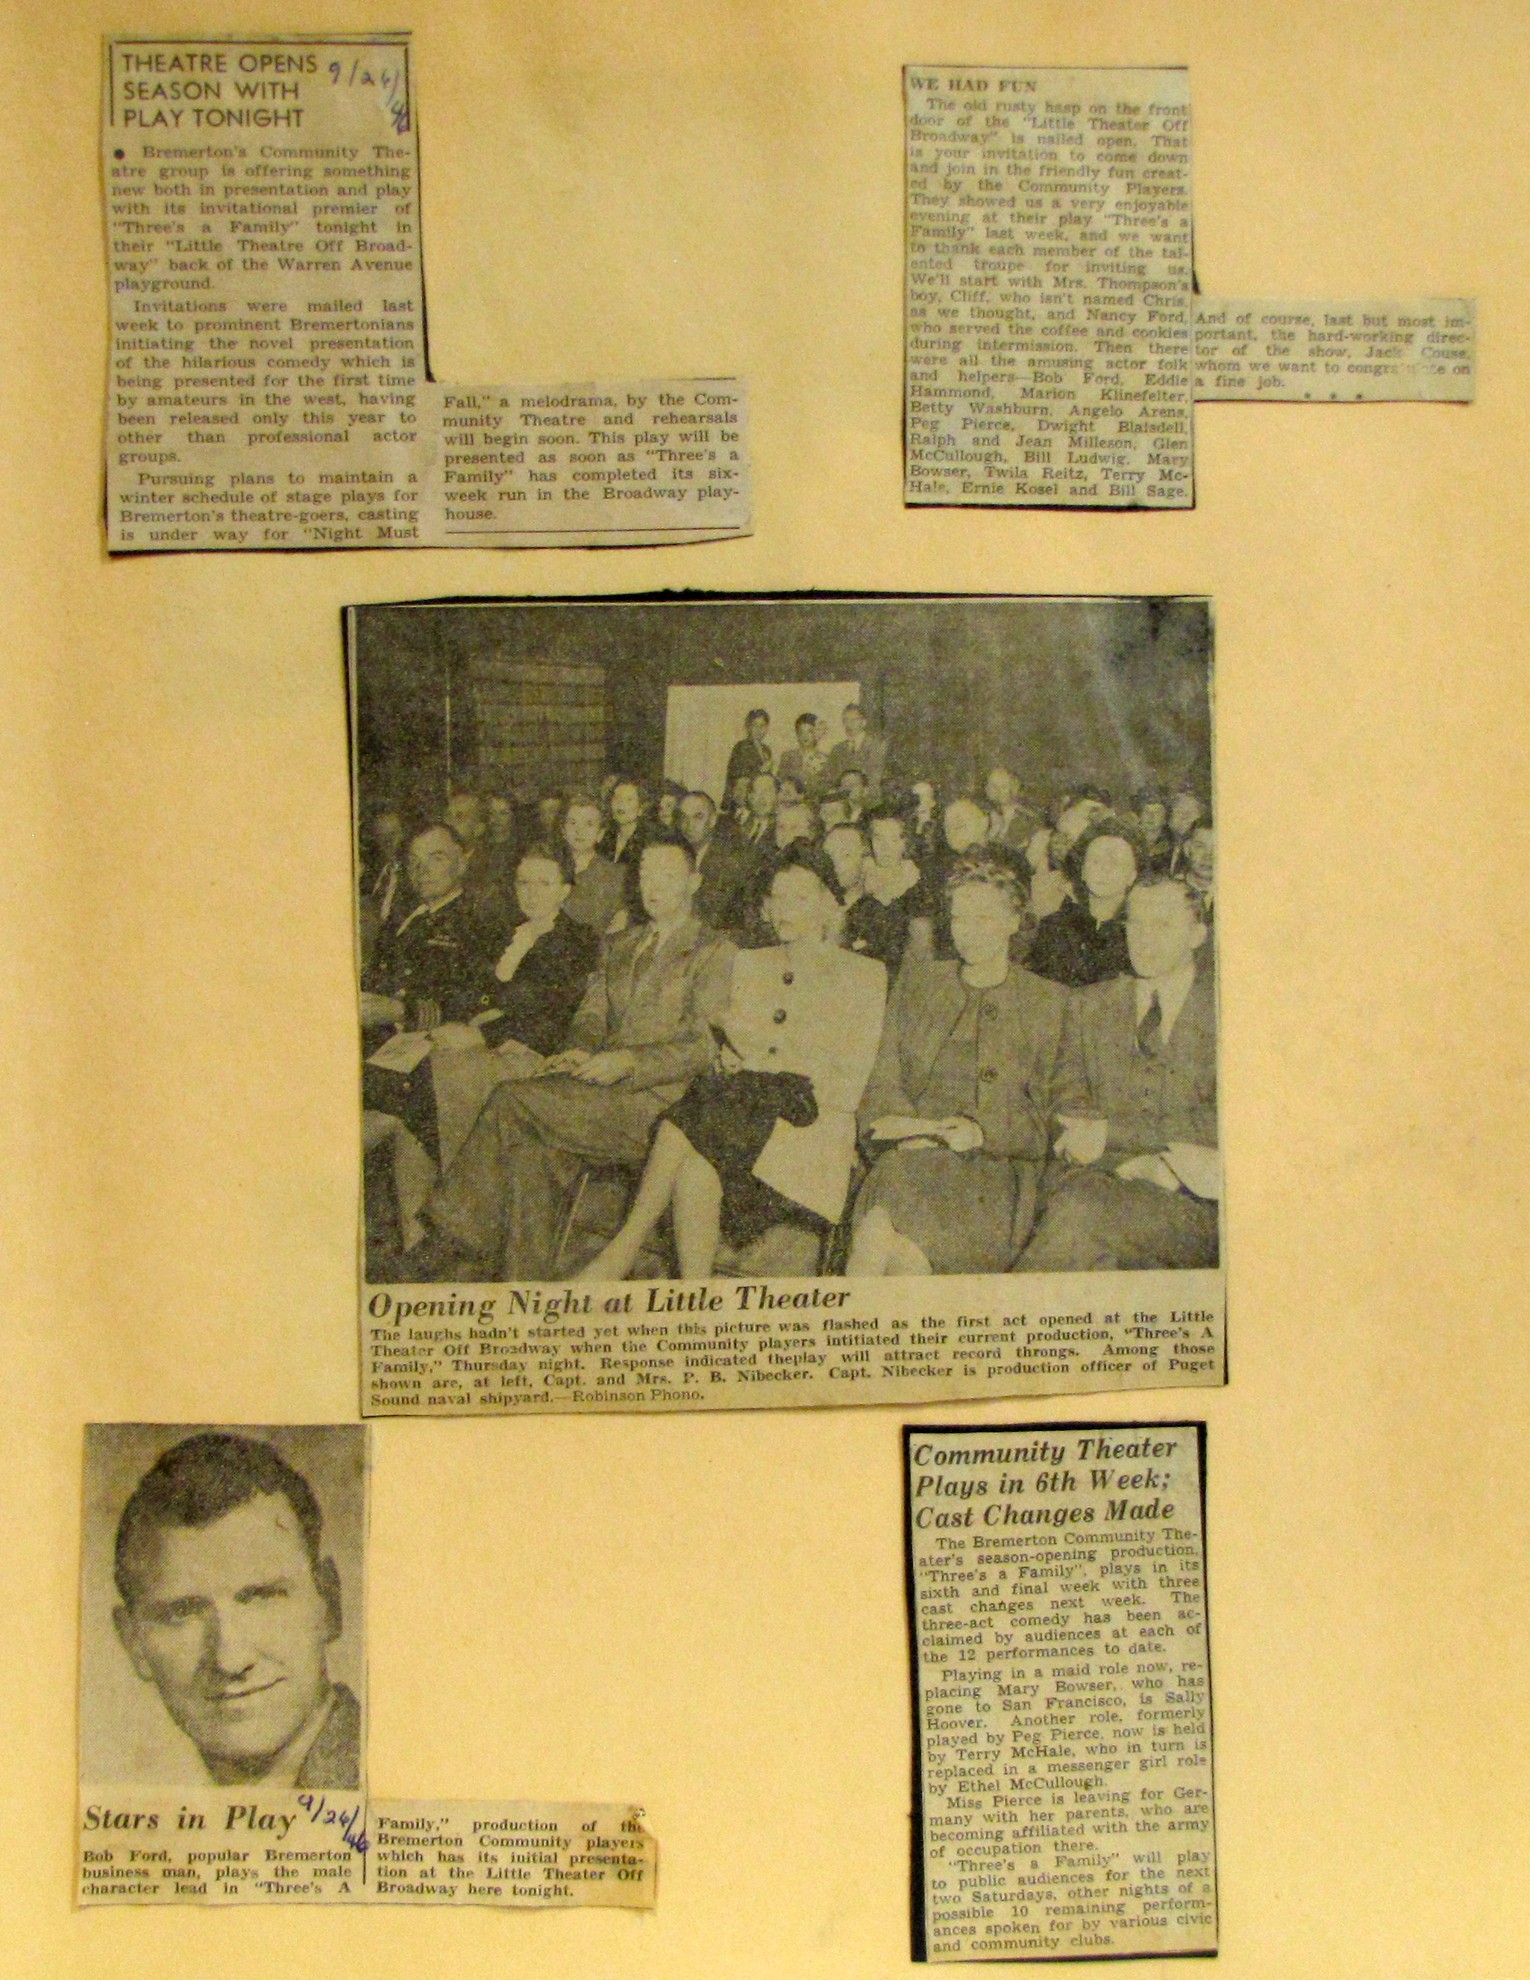 THEATRE OPENS
SEASON WITH
PLAY TONIGHT
9/26/46
• Bremerton's Community The-
atre group is offering something
new both in presentation and play
with its invitational premier of
"Three's a Family" tonight in
their "Little Theatre Off Broad-
way" back of the Warren Avenue
playground.
Invitations were mailed last
week to prominent Bremertonians
initiating the novel presentation
of the hilarious comedy which is
being presented for the first time
by amateurs in the west, having
been released only this year to
other than professional actor
groups.
Pursuing plans to maintain a
winter schedule of stage plays for
Bremerton's theatre-goers, casting
is under way for "Night Must
Fall," a melodrama, by the Com-
munity Theatre and rehearsals
will begin soon. This play will be
presented as soon as "Three's a
Family" has completed its six-
week run in the Broadway play-
house.
WE HAD FUN
The old rusty hasp on the front
door of the "Little Theater Off
Broadway" is nailed open. That
is your invitation to come down
and join in the friendly fun creat-
ed by the Community Players.
They showed us a very enjoyable
evening at their play "Three's a
Family" last week, and we want
to thank each member of the tal-
ented troupe for inviting us.
We'll start with Mrs. Thompson's
boy, Cliff, who isn't named Chris,
as we thought, and Nancy Ford,
who served the coffee and cookies
during intermission. Then there
were all the amusing actor folk
and helpers—Bob Ford, Eddie
Hammond, Marion Klinefelter,
Betty Washburn, Angelo Arena,
Peg Pierce, Dwight Blaisdell,
Ralph and Jean Milleson, Glen
McCullough, Bill Ludwig, Mary
Bowser, Twila Reitz, Terry Mc-
Hale, Ernie Kosel and Bill Sage.
And of course, last but most im-
portant, the hard-working direc-
tor of the show, Jack Couse,
whom we want to on
a fine job.
* * *
Opening Night at Little Theater
The laughs hadn't started yet when this picture was flashed as the first act opened at the Little
Theater Off Broadway when the Community players intitiated their current production, "Three's A
Family," Thursday night. Response indicated theplay will attract record throngs. Among those
shown are, at left, Capt. and Mrs. P. B. Nibecker. Capt. Nibecker is production officer of Puget
Sound naval shipyard.—Robinson Phono.
Stars in Play
9/26/46
Bob Ford, popular Bremerton
business man, plays the male
character lead in "Three's A
Family," production of the
Bremerton Community players
which has its initial presenta-
tion at the Little Theater Off
Broadway here tonight.
Community Theater
Plays in 6th Week;
Cast Changes Made
The Bremerton Community The-
ater's season-opening production,
"Three's a Family", plays in its
sixth and final week with three
cast changes next week. The
three-act comedy has been ac-
claimed by audiences at each of
the 12 performances to date.
Playing in a maid role now, re-
placing Mary Bowser, who has
gone to San Francisco, is Sally
Hoover. Another role, formerly
played by Peg Pierce, now is held
by Terry McHale, who in turn is
replaced in a messenger girl role
by Ethel McCullough.
Miss Pierce is leaving for Ger-
many with her parents, who are
becoming affiliated with the army
of occupation there.
"Three's a Family" will play
to public audiences for the next
two Saturdays, other nights of a
possible 10 remaining perform-
ances spoken for by various civic
and community clubs.